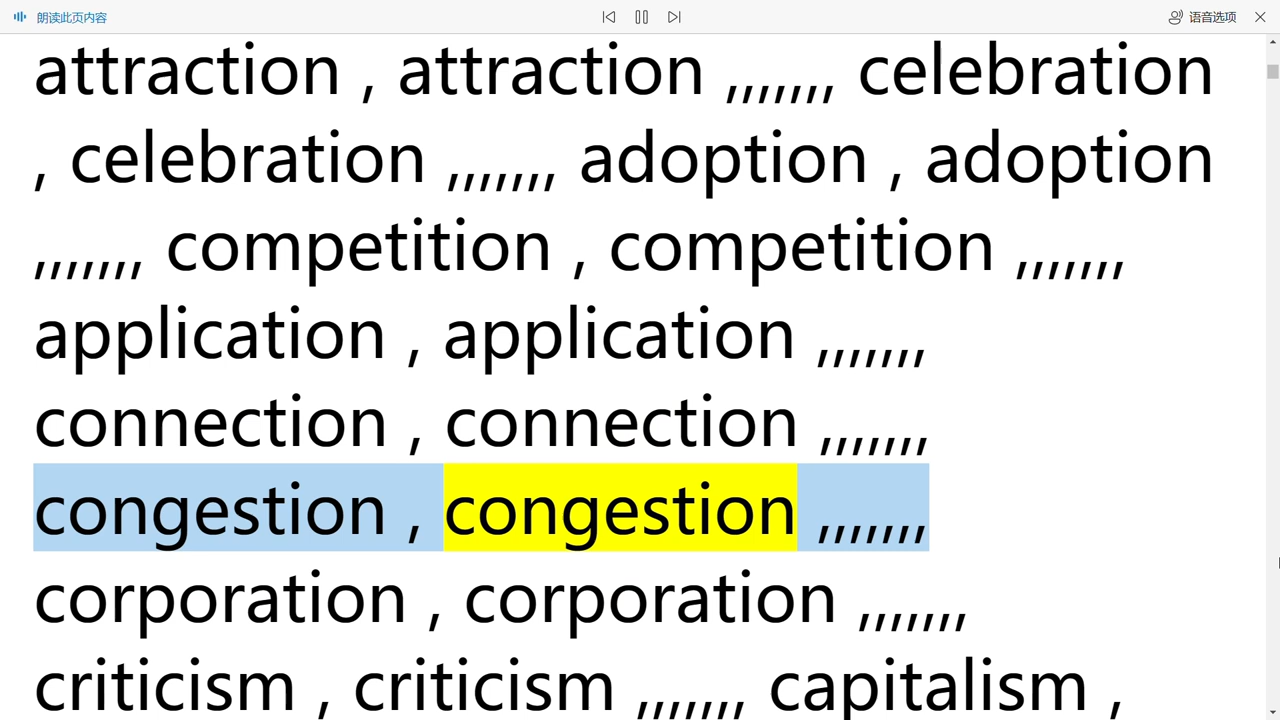 朗读此页内容 语音选项
attraction , attraction ,,,,,,, celebration
, celebration ,,,,,,, adoption , adoption
,,,,,,, competition , competition ,,,,,,,
application , application ,,,,,,,
connection , connection ,,,,,,,
congestion , congestion ,,,,,,,
corporation , corporation ,,,,,,,
criticism , criticism ,,,,,,, capitalism ,